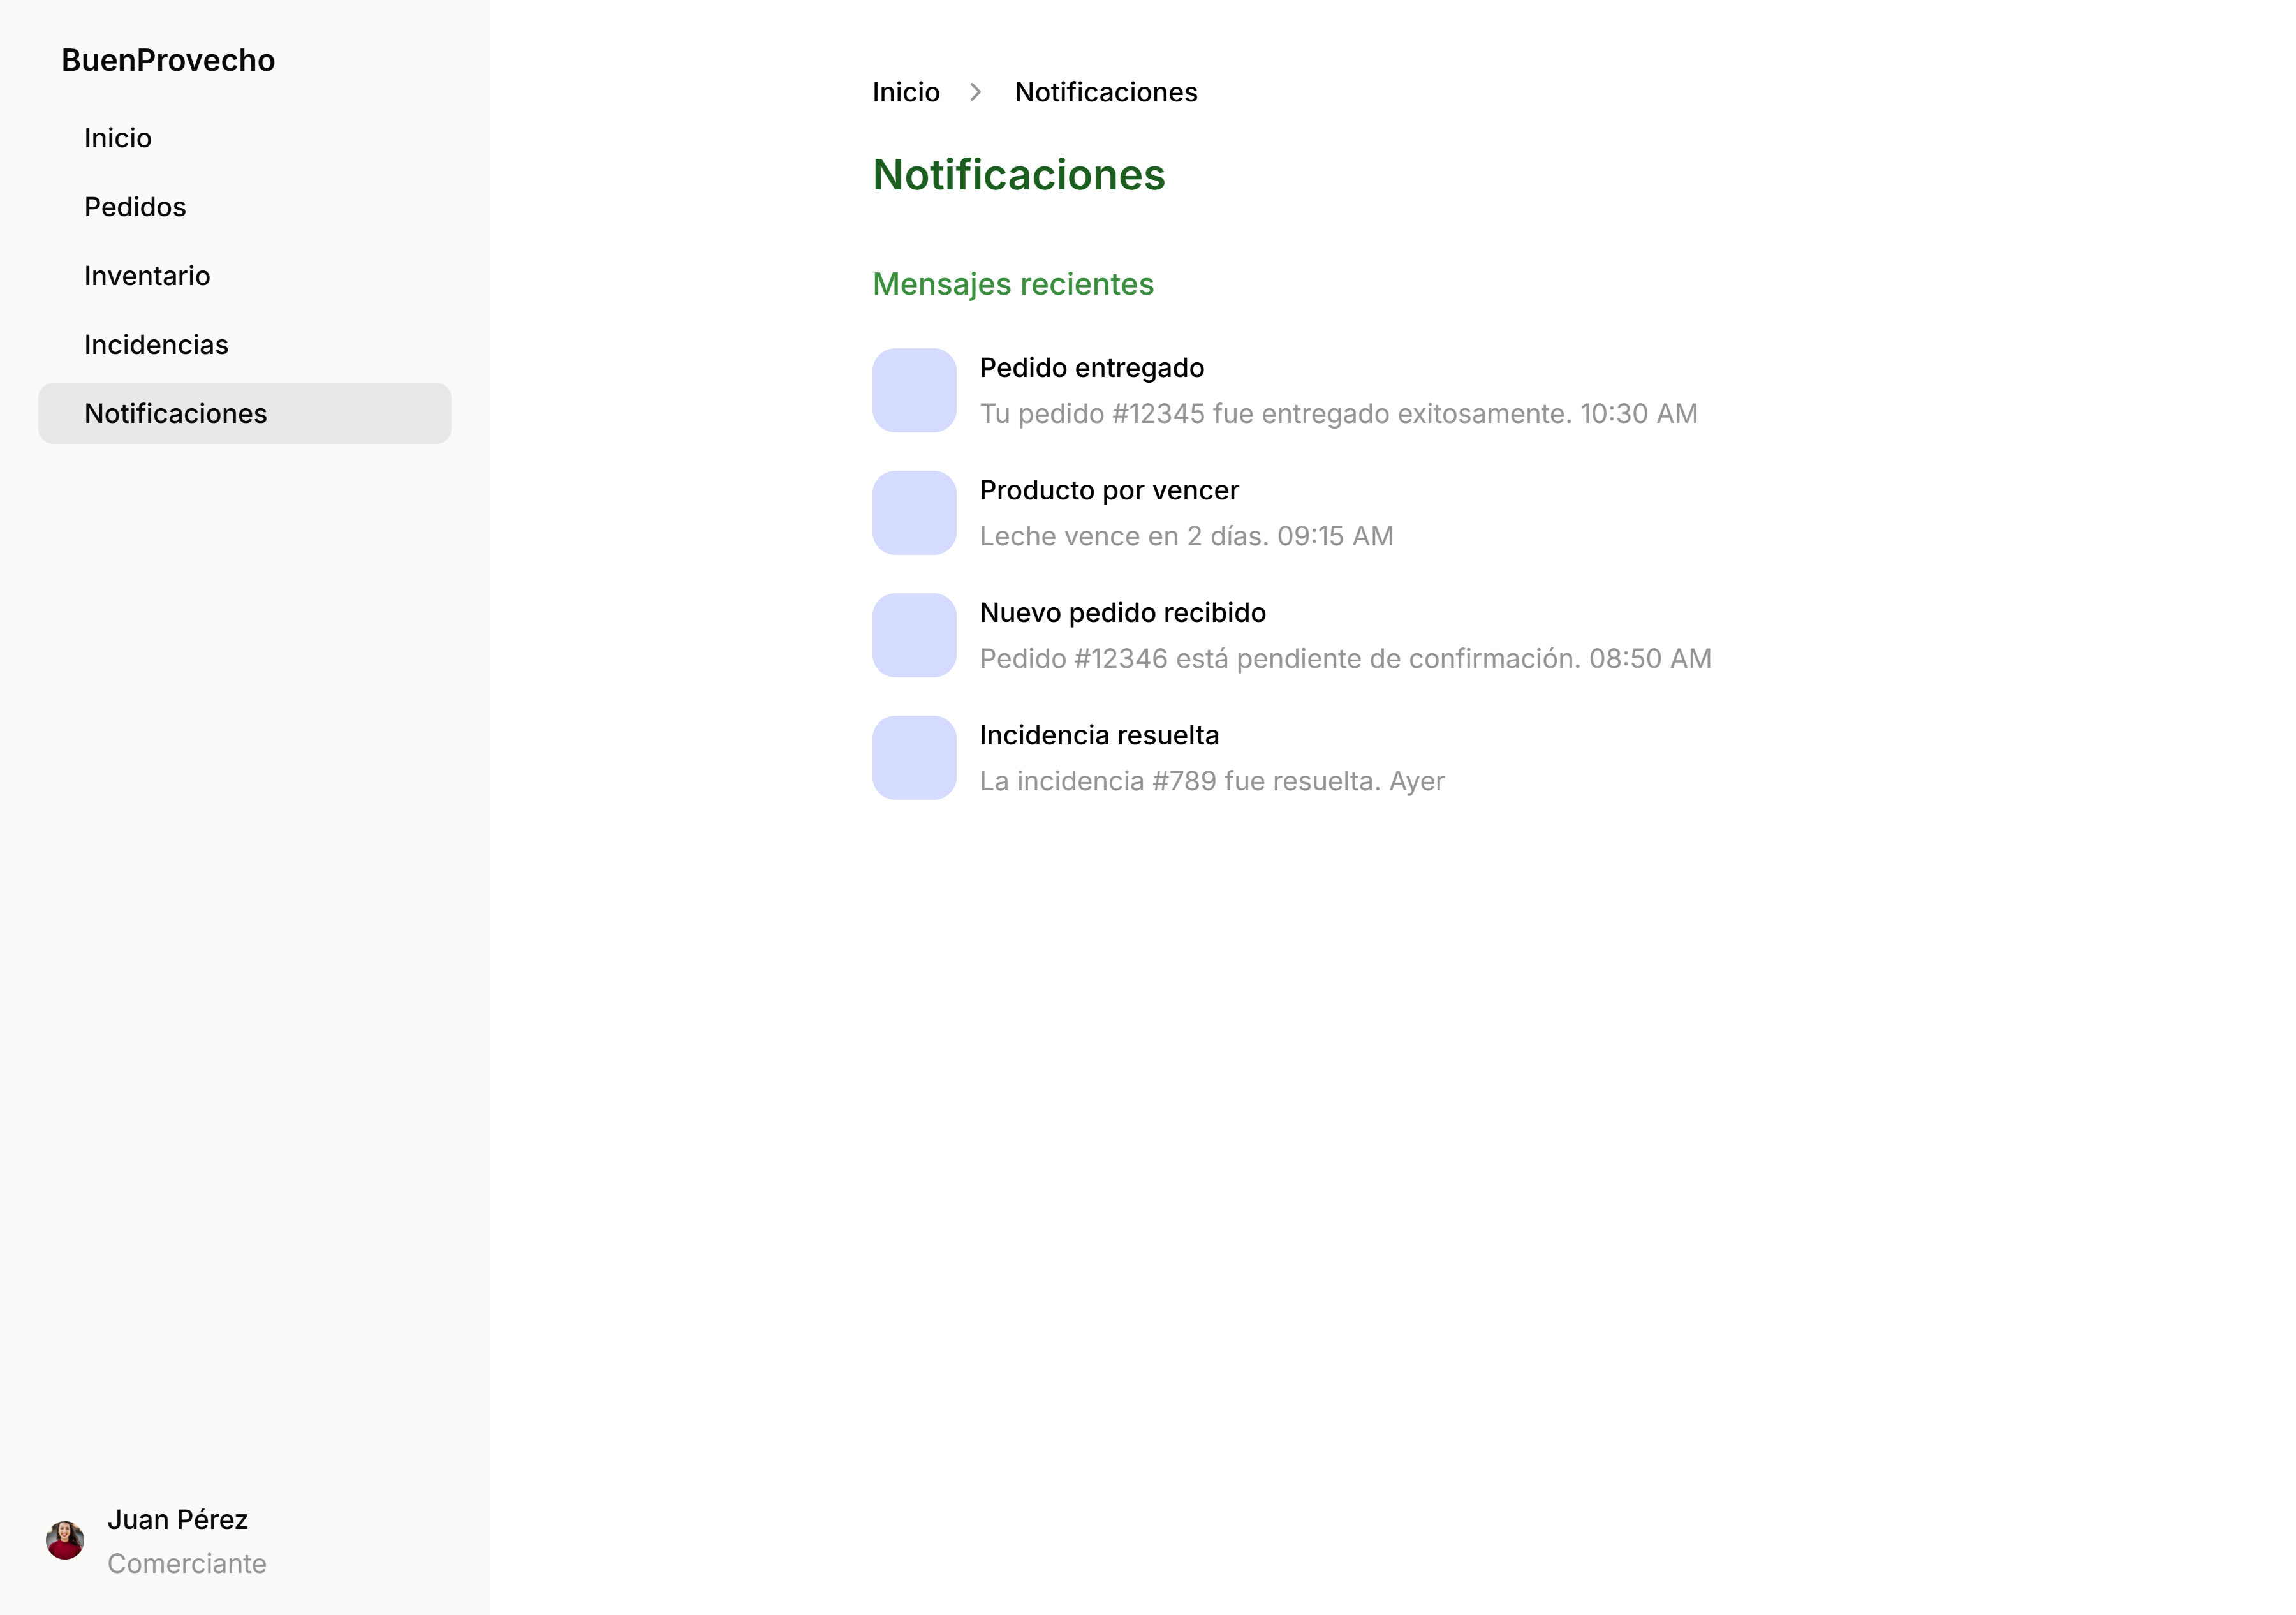 BuenProvecho
Inicio
Pedidos
Inventario
Incidencias
Notificaciones
Juan Pérez
Comerciante
Inicio > Notificaciones
Notificaciones
Mensajes recientes
Pedido entregado
Tu pedido #12345 fue entregado exitosamente. 10:30 AM
Producto por vencer
Leche vence en 2 días. 09:15 AM
Nuevo pedido recibido
Pedido #12346 está pendiente de confirmación. 08:50 AM
Incidencia resuelta
La incidencia #789 fue resuelta. Ayer